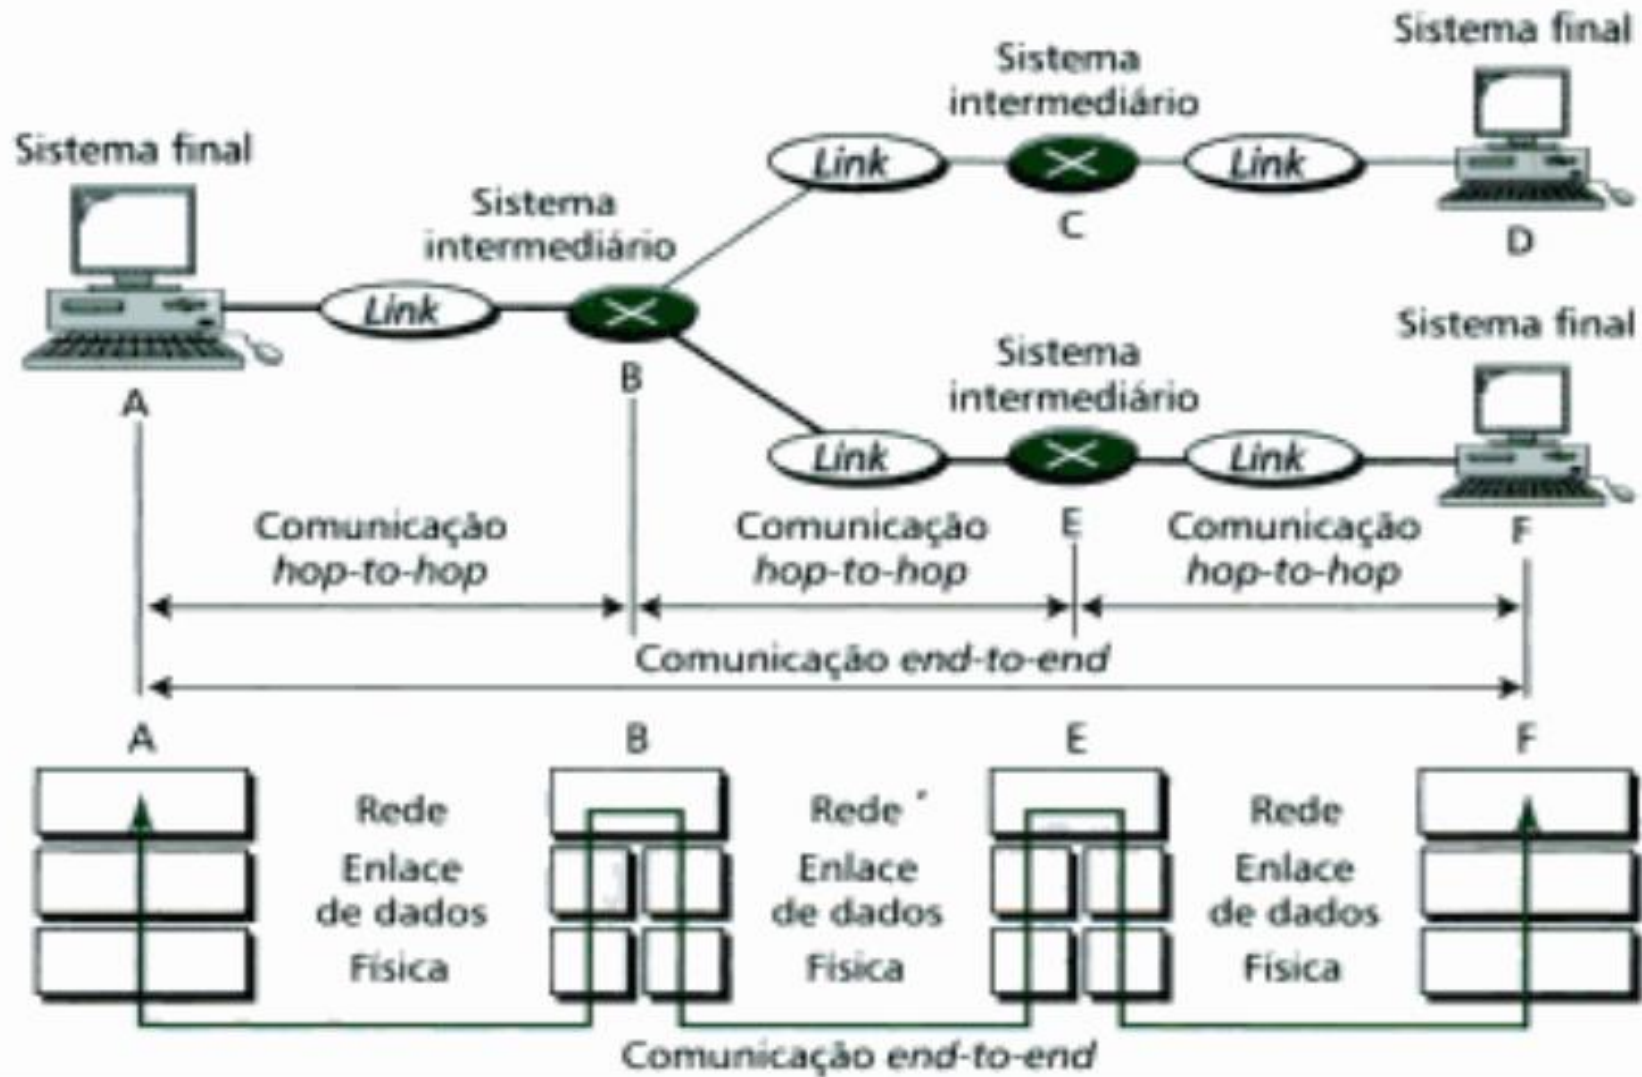 Sistema final
Sistema
intermediário
Sistema final
Link
Link
C
D
Sistema
intermediário
Link
B
A
Sistema final
Sistema
intermediário
Link
Link
E
F
Comunicação
hop-to-hop
Comunicação
hop-to-hop
Comunicação
hop-to-hop
Comunicação end-to-end
A
B
E
F
Rede
Rede
Rede
Enlace
de dados
Enlace
de dados
Enlace
de dados
Física
Física
Física
Comunicação end-to-end